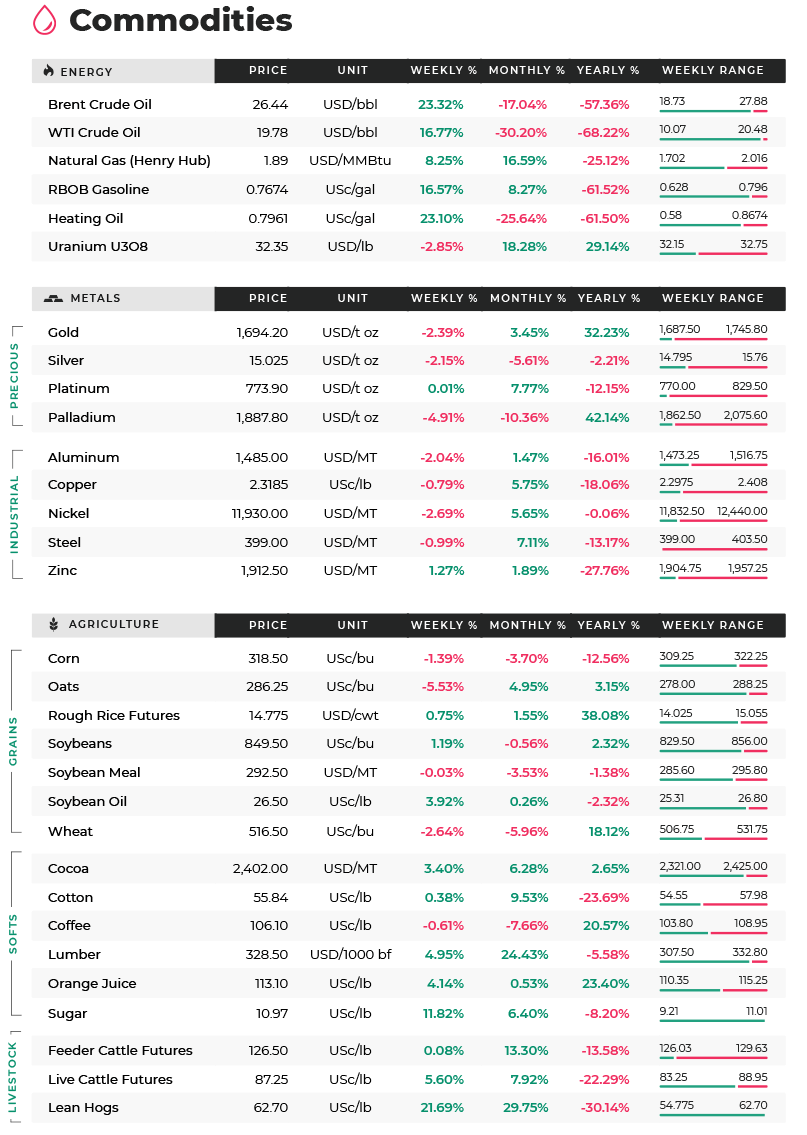 Commodities
ENERGY PRICE UNIT WEEKLY % MONTHLY % YEARLY % WEEKLY RANGE
Brent Crude Oil 26.44 USD/bbl 23.32% -17.04% -57.36% 18.73 27.88
WTI Crude Oil 19.78 USD/bbl 16.77% -30.20% -68.22% 10.07 20.48
Natural Gas (Henry Hub) 1.89 USD/MMBtu 8.25% 16.59% -25.12% 1.702 2.016
RBOB Gasoline 0.7674 USc/gal 16.57% 8.27% -61.52% 0.628 0.796
Heating Oil 0.7961 USc/gal 23.10% -25.64% -61.50% 0.58 0.8674
Uranium U3O8 32.35 USD/lb -2.85% 18.28% 29.14% 32.15 32.75
METALS PRICE UNIT WEEKLY % MONTHLY % YEARLY % WEEKLY RANGE
PRECIOUS
Gold 1,694.20 USD/t oz -2.39% 3.45% 32.23% 1,687.50 1,745.80
Silver 15.025 USD/t oz -2.15% -5.61% -2.21% 14.795 15.76
Platinum 773.90 USD/t oz 0.01% 7.77% -12.15% 770.00 829.50
Palladium 1,887.80 USD/t oz -4.91% -10.36% 42.14% 1,862.50 2,075.60
INDUSTRIAL
Aluminum 1,485.00 USD/MT -2.04% 1.47% -16.01% 1,473.25 1,516.75
Copper 2.3185 USc/lb -0.79% 5.75% -18.06% 2.2975 2.408
Nickel 11,930.00 USD/MT -2.69% 5.65% -0.06% 11,832.50 12,440.00
Steel 399.00 USD/MT -0.99% 7.11% -13.17% 399.00 403.50
Zinc 1,912.50 USD/MT 1.27% 1.89% -27.76% 1,904.75 1,957.25
AGRICULTURE PRICE UNIT WEEKLY % MONTHLY % YEARLY % WEEKLY RANGE
GRAINS
Corn 318.50 USc/bu -1.39% -3.70% -12.56% 309.25 322.25
Oats 286.25 USc/bu -5.53% 4.95% 3.15% 278.00 288.25
Rough Rice Futures 14.775 USD/cwt 0.75% 1.55% 38.08% 14.025 15.055
Soybeans 849.50 USc/bu 1.19% -0.56% 2.32% 829.50 856.00
Soybean Meal 292.50 USD/MT -0.03% -3.53% -1.38% 285.60 295.80
Soybean Oil 26.50 USc/lb 3.92% 0.26% -2.32% 25.31 26.80
Wheat 516.50 USc/bu -2.64% -5.96% 18.12% 506.75 531.75
SOFTS
Cocoa 2,402.00 USD/MT 3.40% 6.28% 2.65% 2,321.00 2,425.00
Cotton 55.84 USc/lb 0.38% 9.53% -23.69% 54.55 57.98
Coffee 106.10 USc/lb -0.61% -7.66% 20.57% 103.80 108.95
Lumber 328.50 USD/1000 bf 4.95% 24.43% -5.58% 307.50 332.80
Orange Juice 113.10 USc/lb 4.14% 0.53% 23.40% 110.35 115.25
Sugar 10.97 USc/lb 11.82% 6.40% -8.20% 9.21 11.01
LIVESTOCK
Feeder Cattle Futures 126.50 USc/lb 0.08% 13.30% -13.58% 126.03 129.63
Live Cattle Futures 87.25 USc/lb 5.60% 7.92% -22.29% 83.25 88.95
Lean Hogs 62.70 USc/lb 21.69% 29.75% -30.14% 54.775 62.70